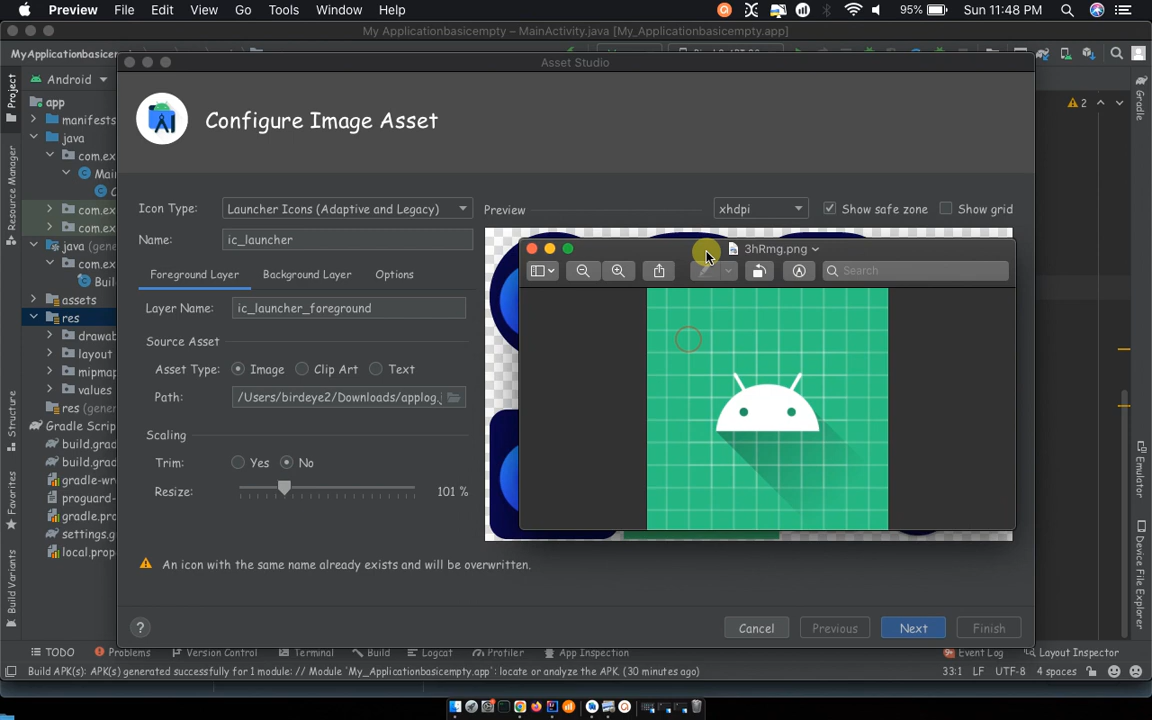 Preview File Edit View Go Tools Window Help 95% Sun 11:48 PM
My Applicationbasicempty – MainActivity.java [My_Applicationbasicempty.app]
MyApplicationbasicem
Asset Studio
Project
Android
app
manifests
java
com.ex
Mai
com.ex
com.ex
java (gene
com.ex
Buil
assets
res
drawab
layout
mipmap
values
res (gener
Gradle Scrip
build.grad
build.grad
gradle-wr
proguard-
gradle.pro
settings.g
local.prop
Resource Manager
Structure
Favorites
Build Variants
Configure Image Asset
Icon Type: Launcher Icons (Adaptive and Legacy)
Name: ic_launcher
Foreground Layer Background Layer Options
Layer Name: ic_launcher_foreground
Source Asset
Asset Type: Image Clip Art Text
Path: /Users/birdeye2/Downloads/applog.
Scaling
Trim: Yes No
Resize: 101 %
Preview xhdpi Show safe zone Show grid
3hRmg.png
Search
An icon with the same name already exists and will be overwritten.
? Cancel Previous Next Finish
2
Gradle
Emulator
Device File Explorer
TODO Problems Version Control Terminal Build Logcat Profiler App Inspection Event Log Layout Inspector
Build APK(s): APK(s) generated successfully for 1 module: // Module 'My_Applicationbasicempty.app': locate or analyze the APK. (30 minutes ago) 33:1 LF UTF-8 4 spaces